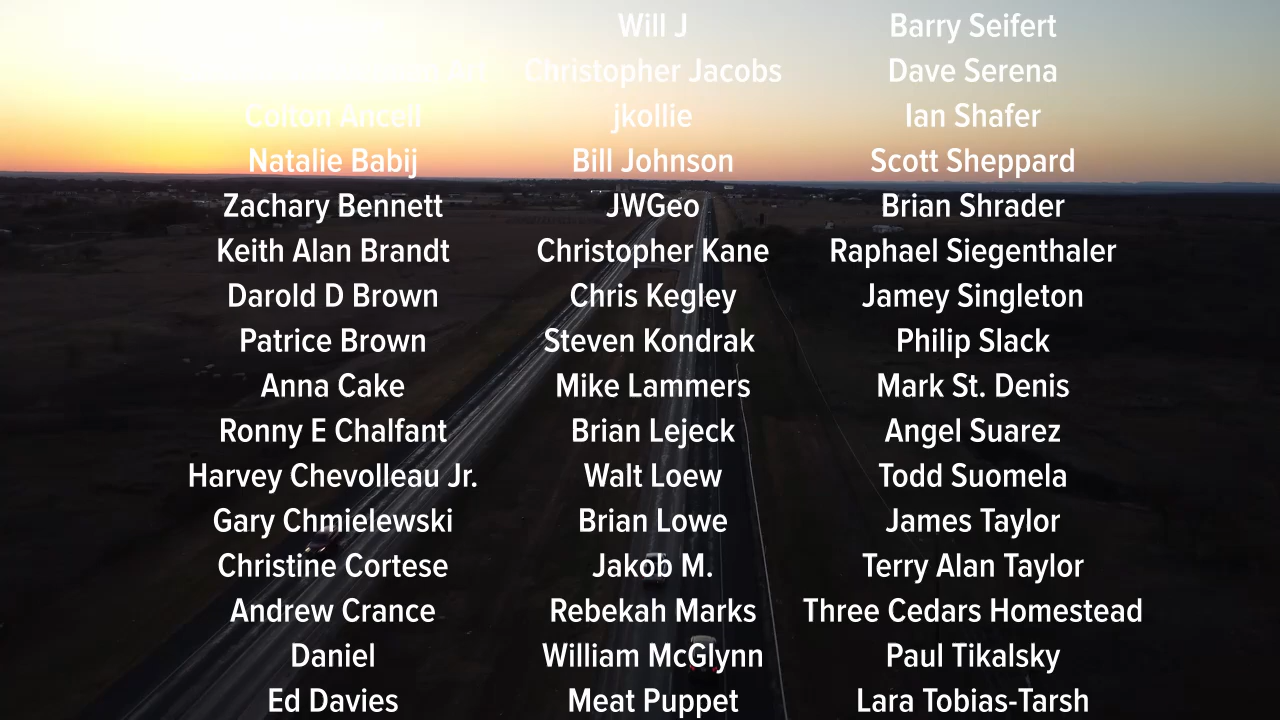 Colton Ancell
Natalie Babij
Zachary Bennett
Keith Alan Brandt
Darold D Brown
Patrice Brown
Anna Cake
Ronny E Chalfant
Harvey Chevolleau Jr.
Gary Chmielewski
Christine Cortese
Andrew Crance
Daniel
Ed Davies
Will J
Christopher Jacobs
jkollie
Bill Johnson
JWGeo
Christopher Kane
Chris Kegley
Steven Kondrak
Mike Lammers
Brian Lejeck
Walt Loew
Brian Lowe
Jakob M.
Rebekah Marks
William McGlynn
Meat Puppet
Barry Seifert
Dave Serena
Ian Shafer
Scott Sheppard
Brian Shrader
Raphael Siegenthaler
Jamey Singleton
Philip Slack
Mark St. Denis
Angel Suarez
Todd Suomela
James Taylor
Terry Alan Taylor
Three Cedars Homestead
Paul Tikalsky
Lara Tobias-Tarsh